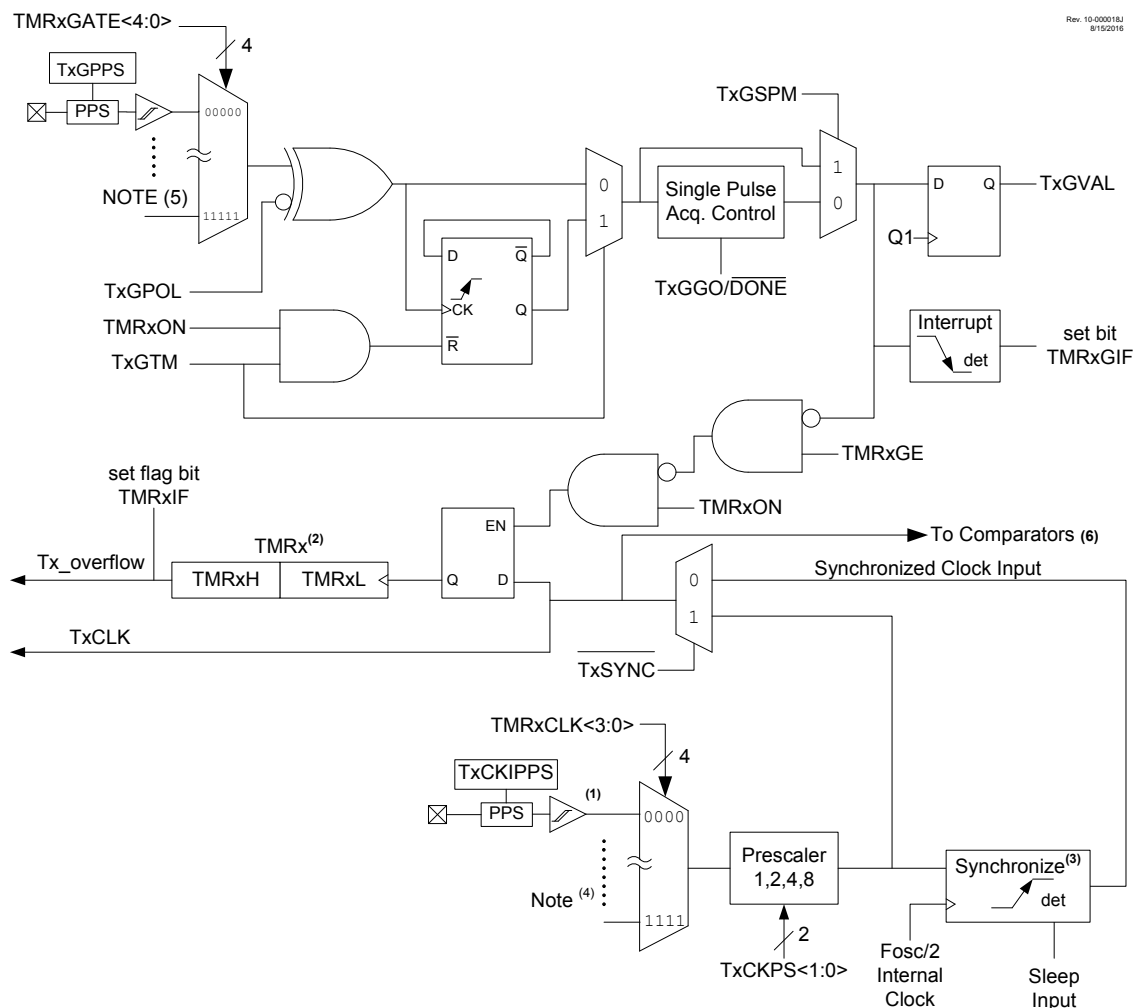 Rev. 10-000018J
8/15/2016
TMRxGATE<4:0>
4
TxGPPS
PPS
00000
NOTE (5)
11111
TxGPOL
TMRxON
TxGTM
D
Q
CK
Q
R
0
1
TxGSPM
Single Pulse
Acq. Control
TxGGO/DONE
1
0
D
Q
Q1
TxGVAL
Interrupt
det
set bit
TMRxGIF
TMRxGE
TMRxON
set flag bit
TMRxIF
Tx_overflow
TMRx(2)
TMRxH
TMRxL
EN
Q
D
TxCLK
To Comparators (6)
Synchronized Clock Input
0
1
TxSYNC
TMRxCLK<3:0>
4
TxCKIPPS
PPS
(1)
0000
Note (4)
1111
Prescaler
1,2,4,8
2
TxCKPS<1:0>
Synchronize(3)
det
Fosc/2
Internal
Clock
Sleep
Input